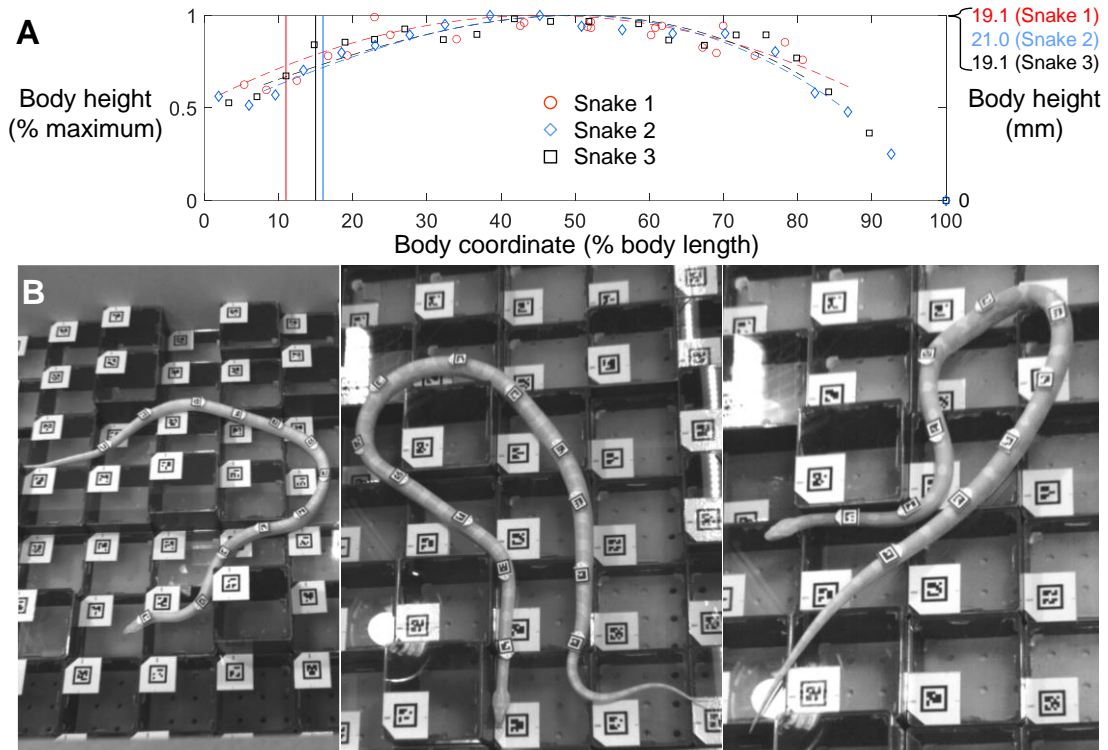 A
Body height
(% maximum)
1
0.5
0
Snake 1
Snake 2
Snake 3
19.1 (Snake 1)
21.0 (Snake 2)
19.1 (Snake 3)
Body height
(mm)
0
0 10 20 30 40 50 60 70 80 90 100
Body coordinate (% body length)
B